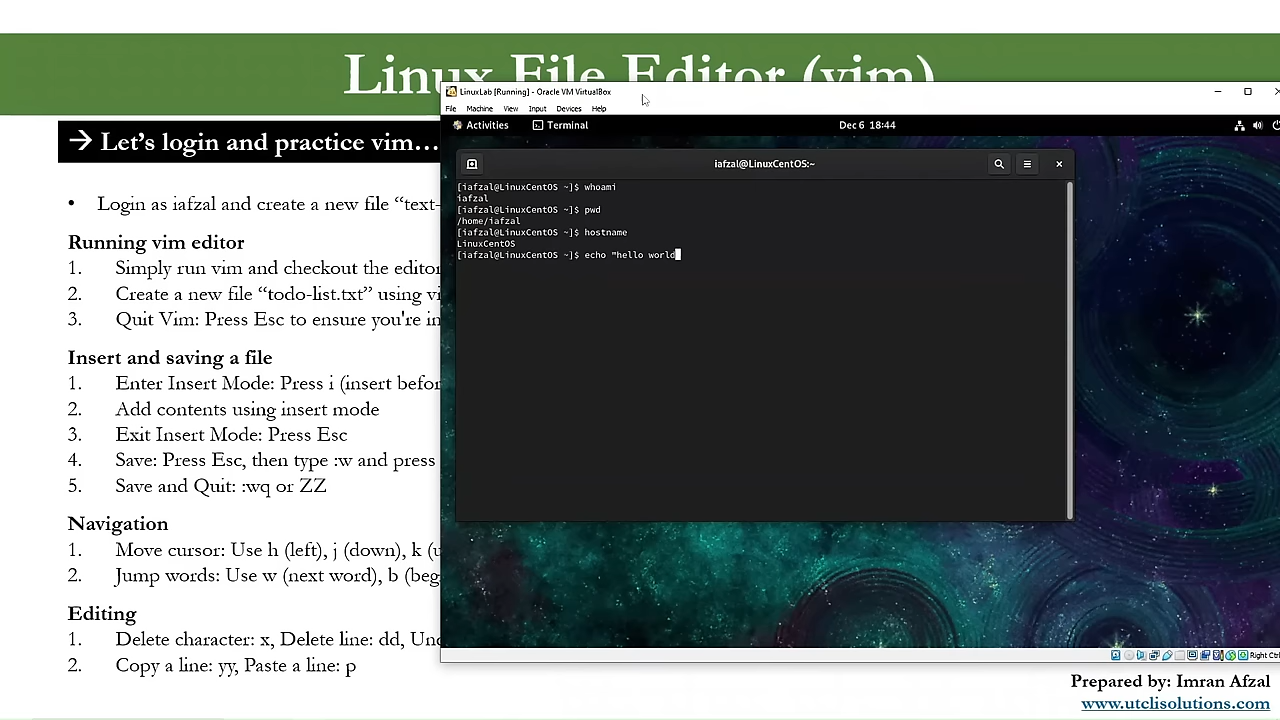 Linux File Editor (vim)
→ Let's login and practice vim…
• Login as iafzal and create a new file “text-
Running vim editor
1. Simply run vim and checkout the editor
2. Create a new file “todo-list.txt” using vi
3. Quit Vim: Press Esc to ensure you're in
Insert and saving a file
1. Enter Insert Mode: Press i (insert befor
2. Add contents using insert mode
3. Exit Insert Mode: Press Esc
4. Save: Press Esc, then type :w and press
5. Save and Quit: :wq or ZZ
Navigation
1. Move cursor: Use h (left), j (down), k (u
2. Jump words: Use w (next word), b (beg
Editing
1. Delete character: x, Delete line: dd, Und
2. Copy a line: yy, Paste a line: p
LinuxLab [Running] - Oracle VM VirtualBox
File Machine View Input Devices Help
Activities Terminal Dec 6 18:44
iafzal@LinuxCentOS:~
[iafzal@LinuxCentOS ~]$ whoami
iafzal
[iafzal@LinuxCentOS ~]$ pwd
/home/iafzal
[iafzal@LinuxCentOS ~]$ hostname
LinuxCentOS
[iafzal@LinuxCentOS ~]$ echo "hello world
Right Ctrl
Prepared by: Imran Afzal
www.utclisolutions.com